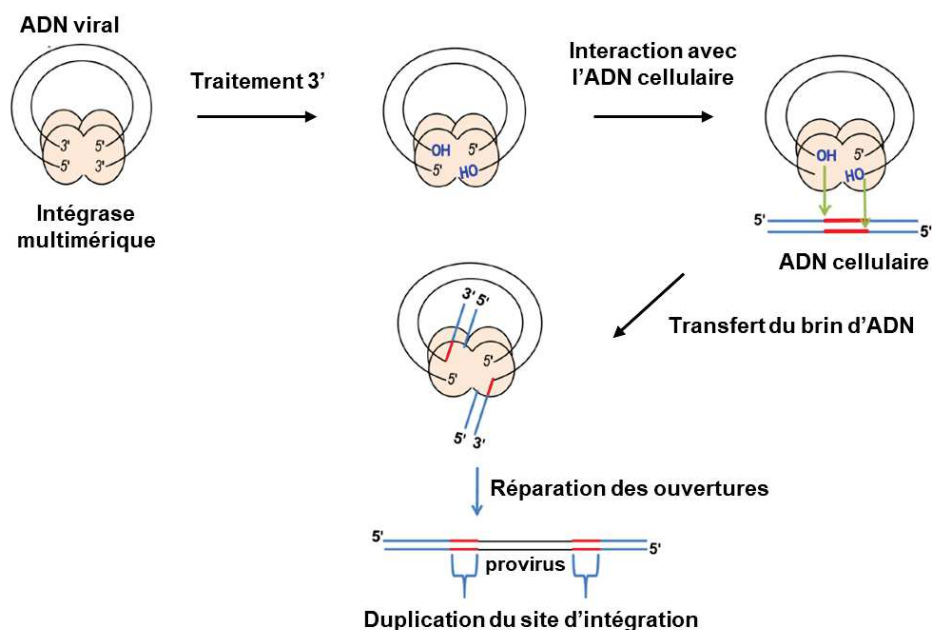 ADN viral
Traitement 3’
Interaction avec
l’ADN cellulaire
3' 5'
5' 3'
OH 5'
5' HO
OH 5'
HO
Intégrase
multimérique
5' 5'
ADN cellulaire
3' 5'
5'
5'
5' 3'
Transfert du brin d’ADN
Réparation des ouvertures
5' 5'
provirus
Duplication du site d’intégration